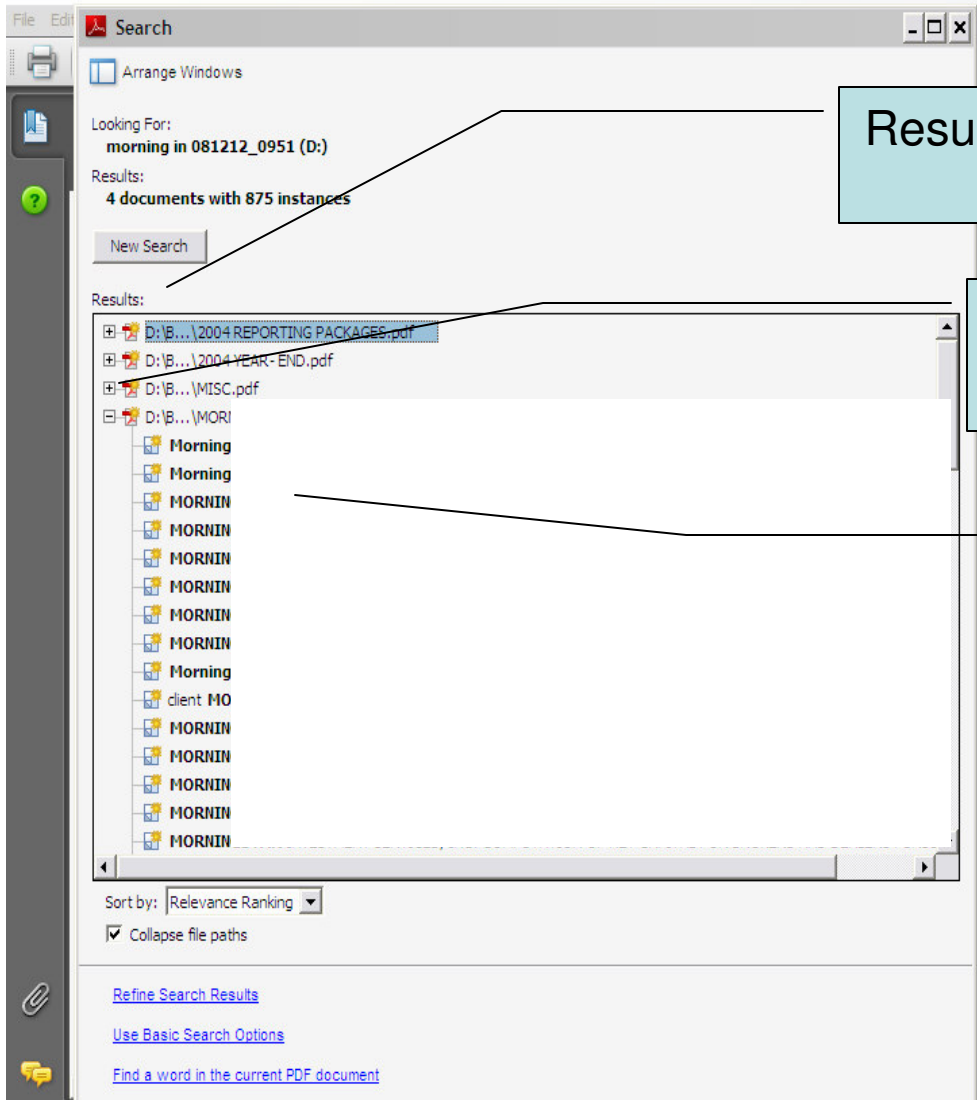 File Edit
Search
Arrange Windows
Looking For:
morning in 081212_0951 (D:)
Results:
4 documents with 875 instances
New Search
Results:
D:\B...\2004 REPORTING PACKAGES.pdf
D:\B...\2004 YEAR-END.pdf
D:\B...\MISC.pdf
D:\B...\MORN
Morning
Morning
MORNIN
MORNIN
MORNIN
MORNIN
MORNIN
MORNIN
Morning
client MO
MORNIN
MORNIN
MORNIN
MORNIN
MORNIN
Sort by: Relevance Ranking
Collapse file paths
Refine Search Results
Use Basic Search Options
Find a word in the current PDF document
Resu